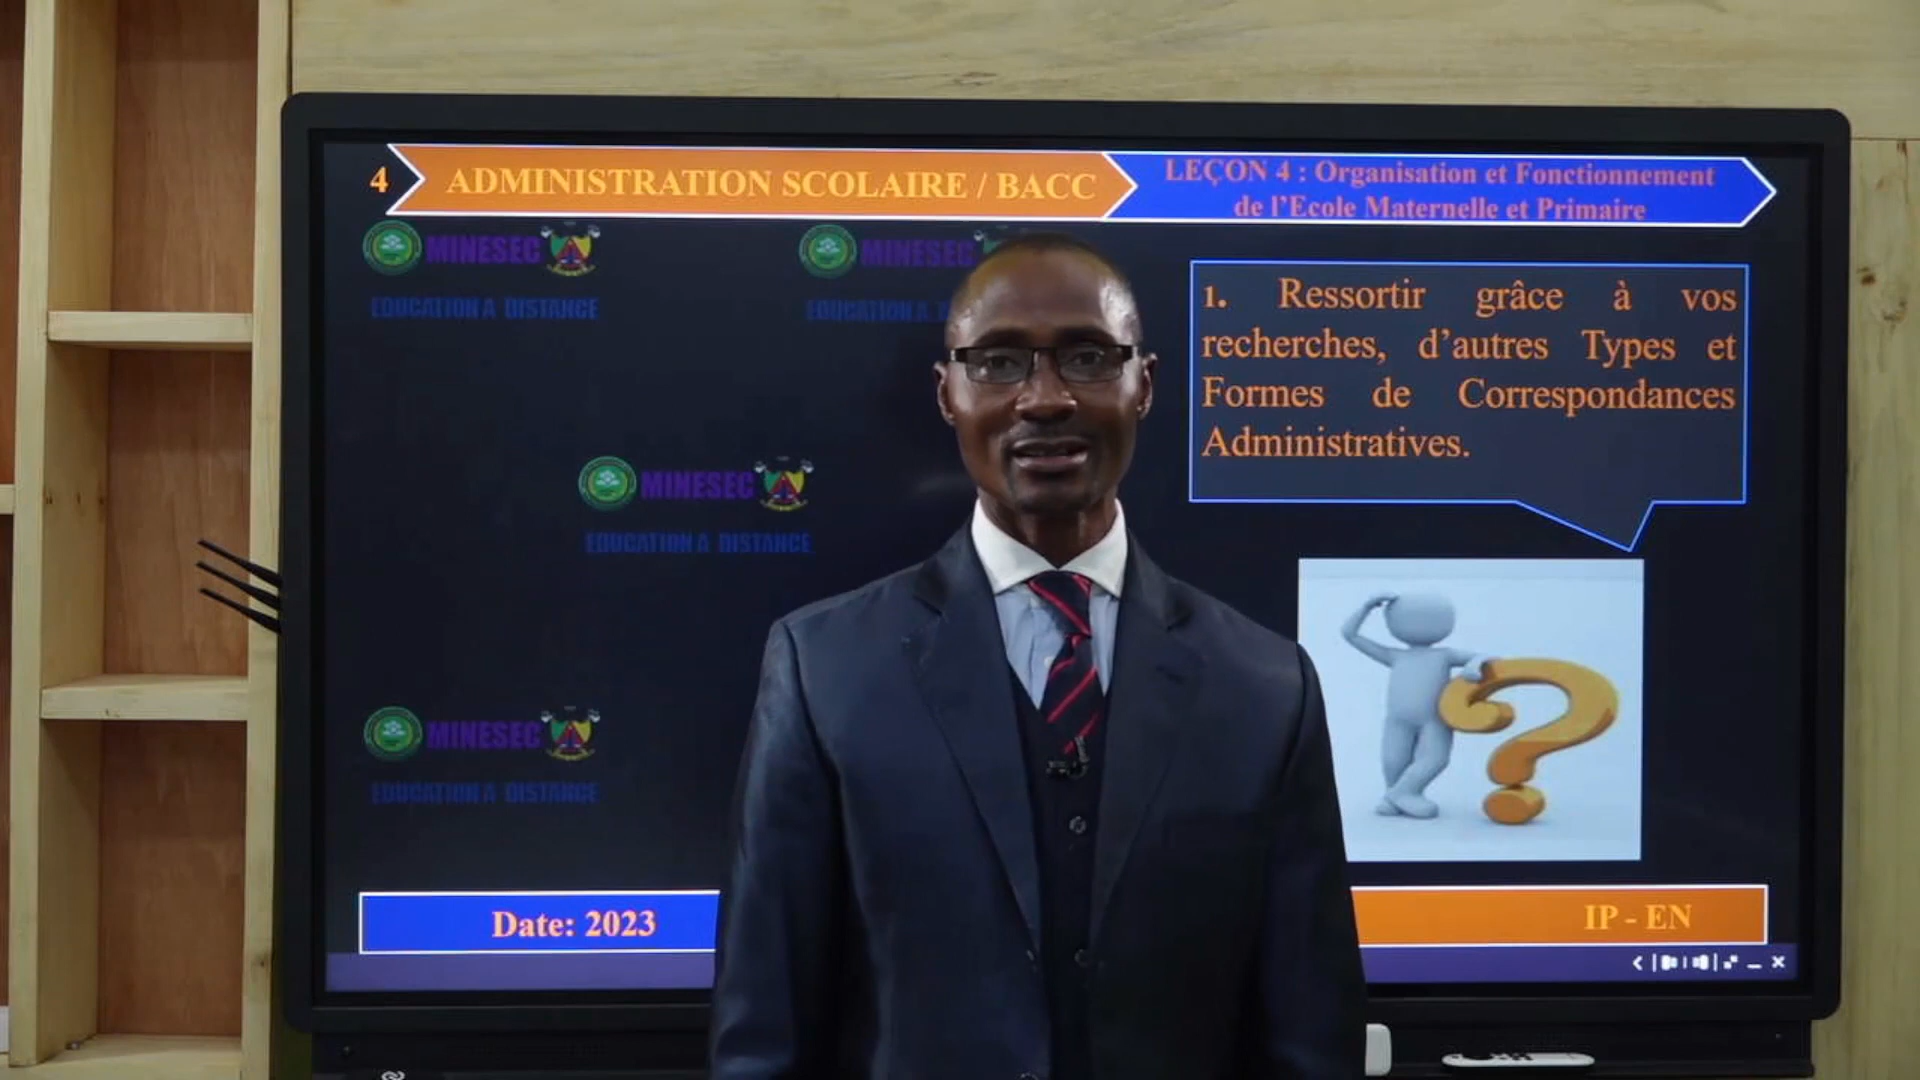 4
ADMINISTRATION SCOLAIRE / BACC
LEÇON 4 : Organisation et Fonctionnement
de l'Ecole Maternelle et Primaire
MINESEC
EDUCATION A DISTANCE
MINESEC
EDUCATION A D
1. Ressortir grâce à vos
recherches, d'autres Types et
Formes de Correspondances
Administratives.
MINESEC
EDUCATION A DISTANCE
MINESEC
EDUCATION A DISTANCE
Date: 2023
IP - EN